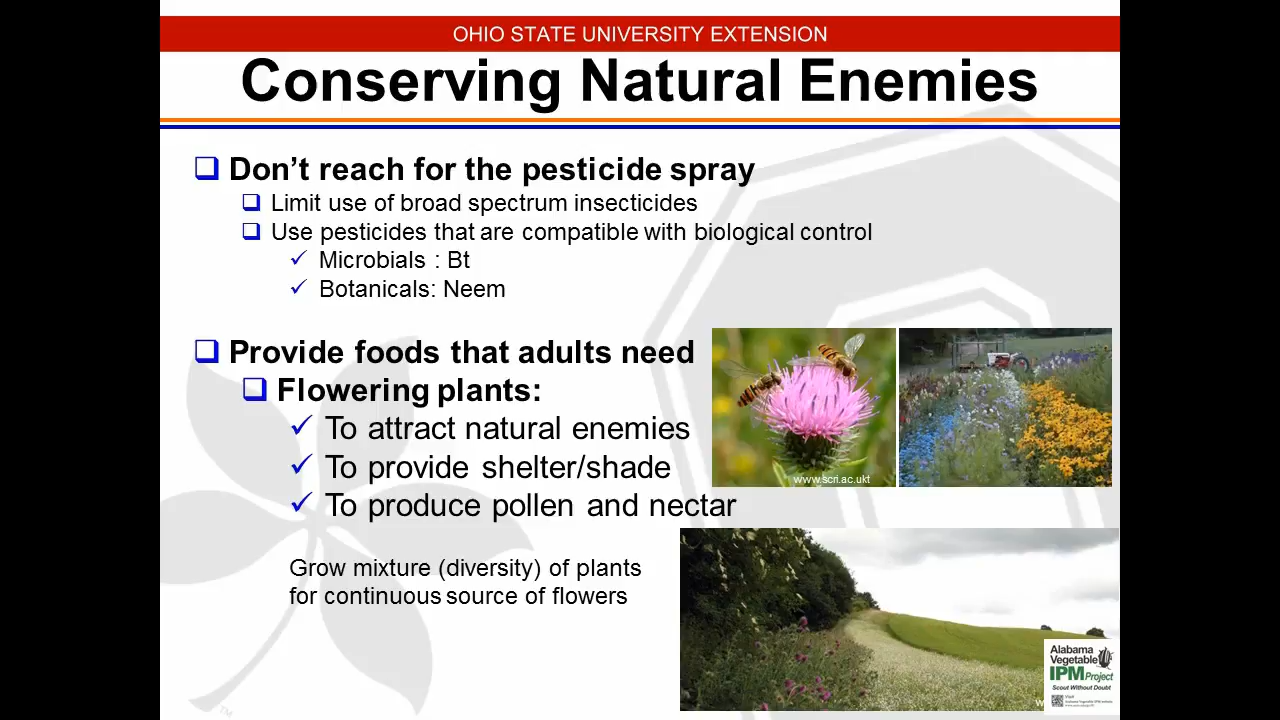 OHIO STATE UNIVERSITY EXTENSION
Conserving Natural Enemies
Don't reach for the pesticide spray
Limit use of broad spectrum insecticides
Use pesticides that are compatible with biological control
Microbials : Bt
Botanicals: Neem
Provide foods that adults need
Flowering plants:
To attract natural enemies
To provide shelter/shade
To produce pollen and nectar
www.scri.ac.ukt
Grow mixture (diversity) of plants
for continuous source of flowers
Alabama
Vegetable
IPM Project
Scout Without Doubt
TM